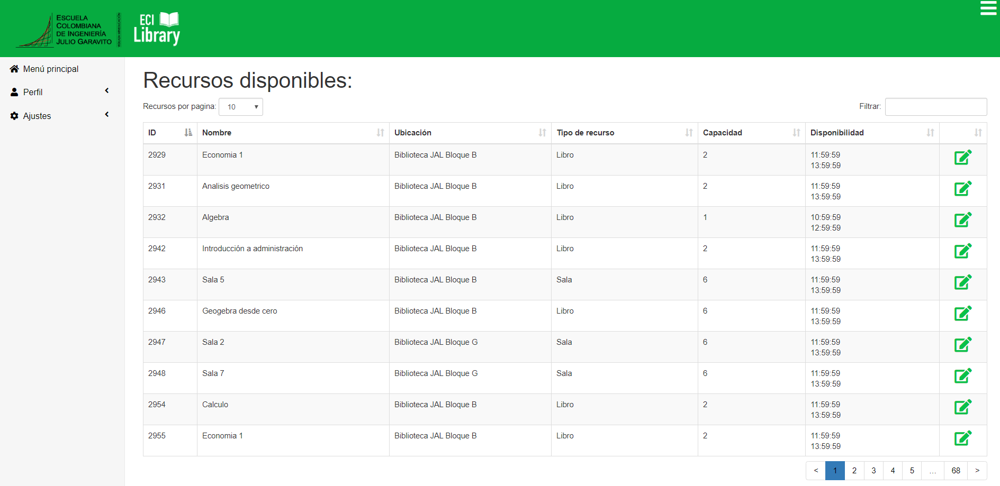 ESCUELA
COLOMBIANA
DE INGENIERÍA
JULIO GARAVITO
VIGILADA MINEDUCACIÓN
ECI
Library
Menú principal
Perfil
Ajustes
Recursos disponibles:
Recursos por pagina: 10
Filtrar:
ID Nombre Ubicación Tipo de recurso Capacidad Disponibilidad
2929 Economia 1 Biblioteca JAL Bloque B Libro 2 11:59:59
13:59:59
2931 Analisis geometrico Biblioteca JAL Bloque B Libro 2 11:59:59
13:59:59
2932 Algebra Biblioteca JAL Bloque B Libro 1 10:59:59
12:59:59
2942 Introducción a administración Biblioteca JAL Bloque B Libro 2 11:59:59
13:59:59
2943 Sala 5 Biblioteca JAL Bloque B Sala 6 11:59:59
13:59:59
2946 Geogebra desde cero Biblioteca JAL Bloque B Libro 6 11:59:59
13:59:59
2947 Sala 2 Biblioteca JAL Bloque G Sala 6 11:59:59
13:59:59
2948 Sala 7 Biblioteca JAL Bloque G Sala 6 11:59:59
13:59:59
2954 Calculo Biblioteca JAL Bloque B Libro 2 11:59:59
13:59:59
2955 Economia 1 Biblioteca JAL Bloque B Libro 2 11:59:59
13:59:59
< 1 2 3 4 5 … 68 >